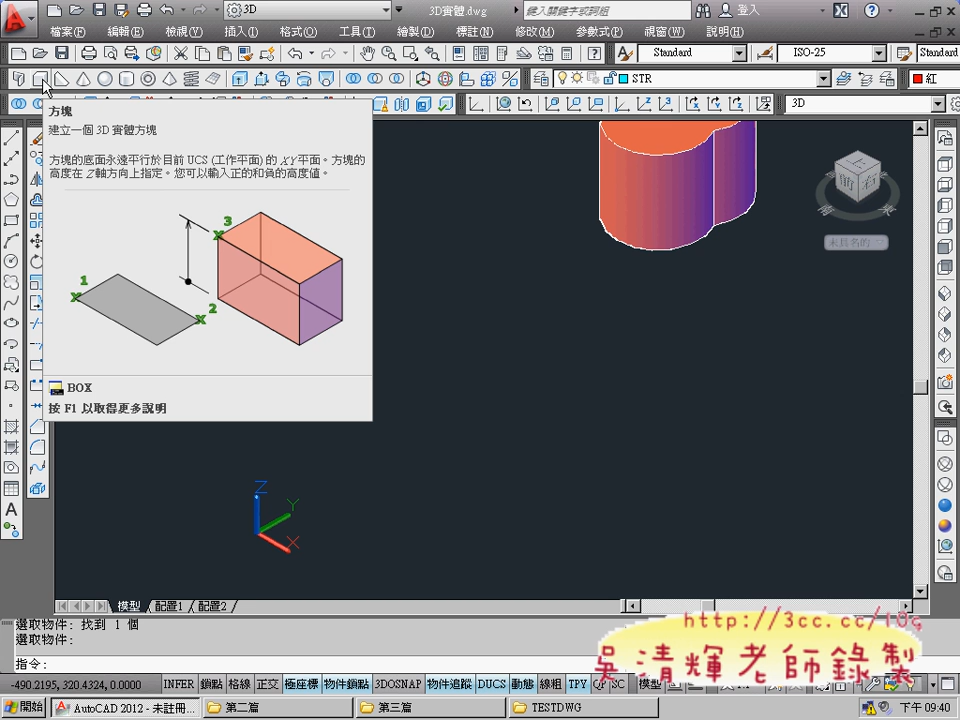 3D
3D實體.dwg
鍵入關鍵字或詞組
登入
檔案(F) 編輯(E) 檢視(V) 插入(I) 格式(O) 工具(T) 繪製(D) 標註(N) 修改(M) 參數式(P) 視窗(W) 說明(H)
Standard
ISO-25
Standard
STR
紅
3D
方塊
建立一個 3D 實體方塊
方塊的底面永遠平行於目前 UCS (工作平面) 的 XY 平面。方塊的
高度在 Z 軸方向上指定。您可以輸入正的和負的高度值。
3
1
2
BOX
按 F1 以取得更多說明
上
前
右
南
東
未具名的
Z
Y
X
模型
配置1
配置2
選取物件: 找到 1 個
選取物件:
指令:
http://3cc.cc/10q
吳清輝老師錄製
-490.2195, 320.4324, 0.0000
INFER 鎖點 格線 正交 極座標 物件鎖點 3DOSNAP 物件追蹤 DUCS 動態 線粗 TPY QP SC
模型
開始
AutoCAD 2012 - 未註冊...
第二篇
第三篇
TESTDWG
下午 09:40